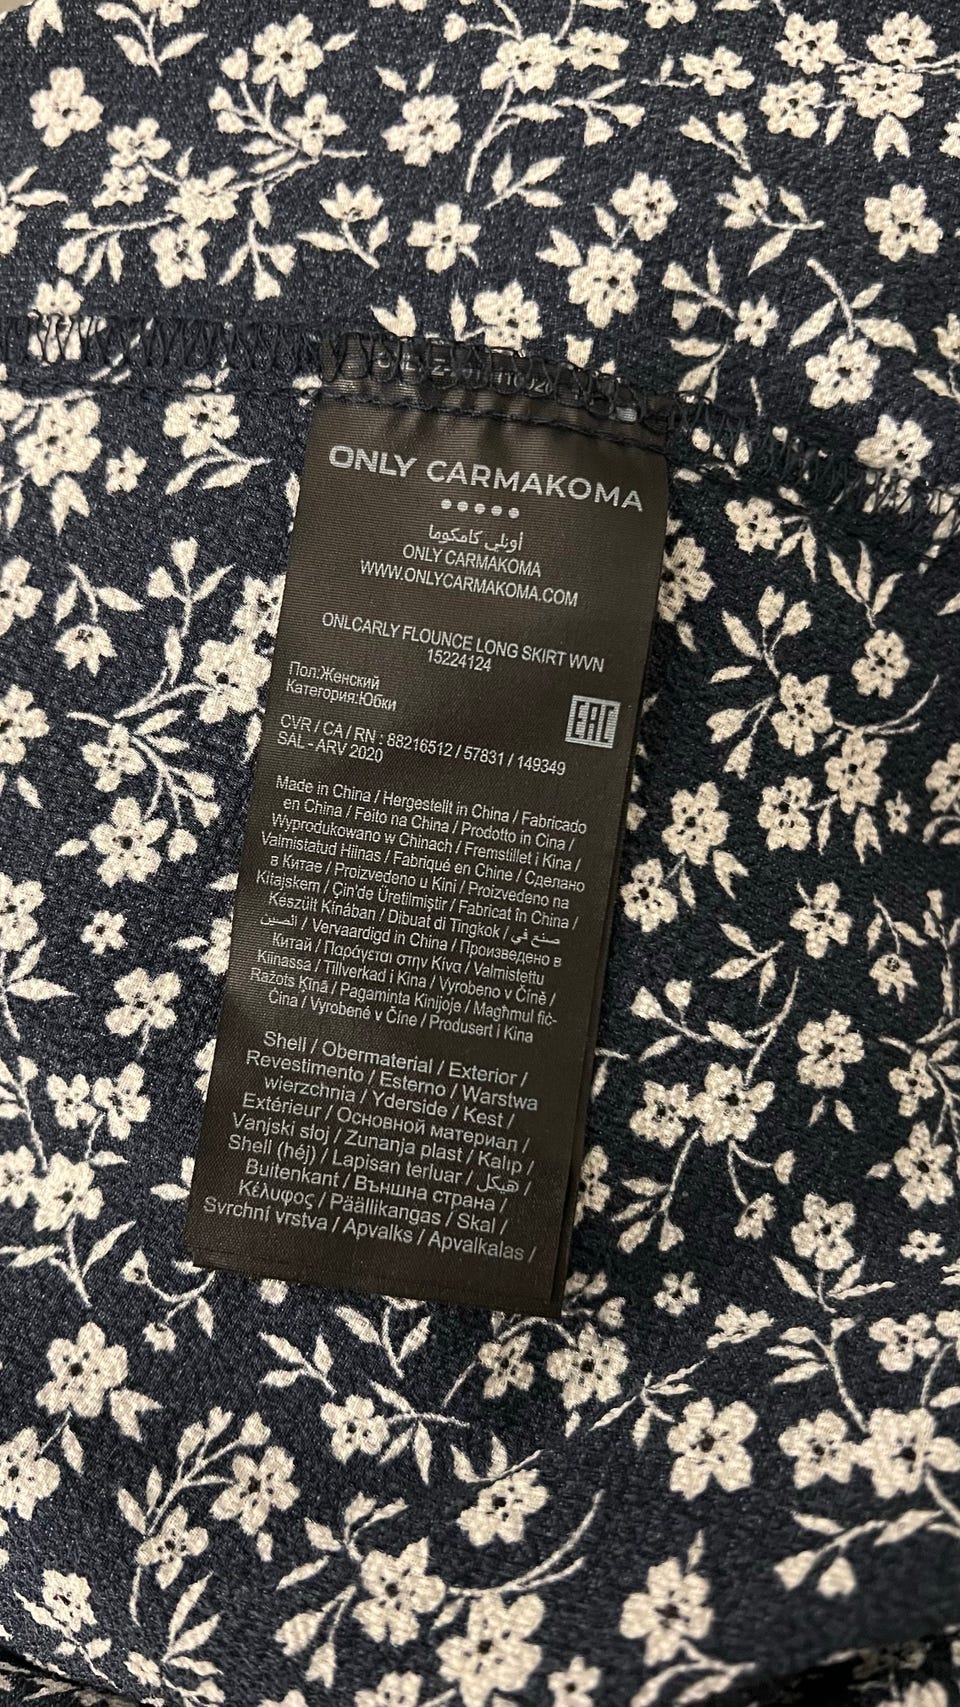 ONLY CARMAKOMA
أونلي كامكوما
ONLY CARMAKOMA
WWW.ONLYCARMAKOMA.COM
ONLCARLY FLOUNCE LONG SKIRT WVN
15224124
Пол:Женский
Категория:Юбки
EAC
CVR / CA / RN : 88216512 / 57831 / 149349
SAL - ARV 2020
Made in China / Hergestellt in China / Fabricado
en China / Feito na China / Prodotto in Cina /
Wyprodukowano w Chinach / Fremstillet i Kina /
Valmistatud Hiinas / Fabriqué en Chine / Сделано
в Китае / Proizvedeno u Kini / Proizvedeno na
Kitajskem / Çin'de Üretilmiştir / Fabricat în China /
Készült Kínában / Dibuat di Tingkok / صنع في
الصين / Vervaardigd in China / Произведено в
Китай / Παράγεται στην Κίνα / Valmistettu
Kiinassa / Tillverkad i Kina / Vyrobeno v Číně /
Ražots Ķīnā / Pagaminta Kinijoje / Magħmul fiċ-
Ċina / Vyrobené v Číne / Produsert i Kina
Shell / Obermaterial / Exterior /
Revestimento / Esterno / Warstwa
wierzchnia / Yderside / Kest /
Extérieur / Основной материал /
Vanjski sloj / Zunanja plast / Kalıp /
Shell (héj) / Lapisan terluar / هيكل /
Buitenkant / Външна страна /
Κέλυφος / Päällikangas / Skal /
Svrchní vrstva / Apvalks / Apvalkalas /